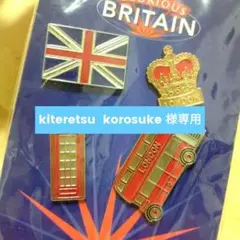 BRITAIN
kiteretsu korosuke 様専用
LONDON